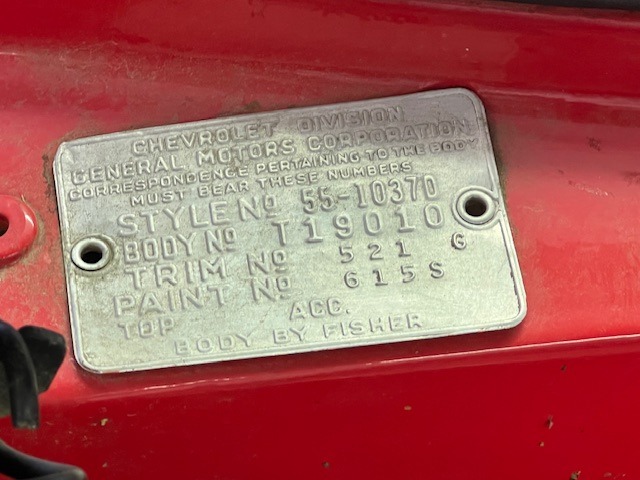 CHEVROLET DIVISION
GENERAL MOTORS CORPORATION
CORRESPONDENCE PERTAINING TO THE BODY
MUST BEAR THESE NUMBERS
STYLE Nº 55-1037D
BODY Nº T19010
TRIM Nº 521 G
PAINT Nº 615S
TOP ACC.
BODY BY FISHER